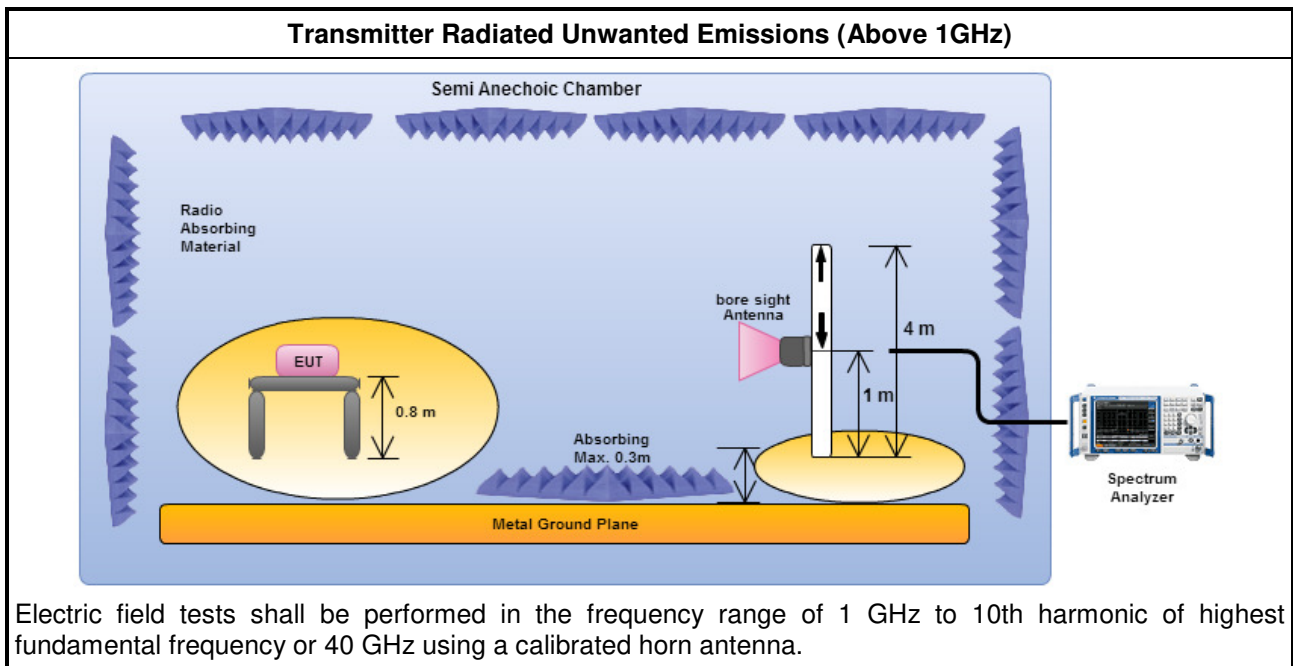 Transmitter Radiated Unwanted Emissions (Above 1GHz)
Semi Anechoic Chamber
Radio
Absorbing
Material
bore sight
Antenna
4 m
EUT
1 m
0.8 m
Absorbing
Max. 0.3m
Spectrum
Analyzer
Metal Ground Plane
Electric field tests shall be performed in the frequency range of 1 GHz to 10th harmonic of highest
fundamental frequency or 40 GHz using a calibrated horn antenna.